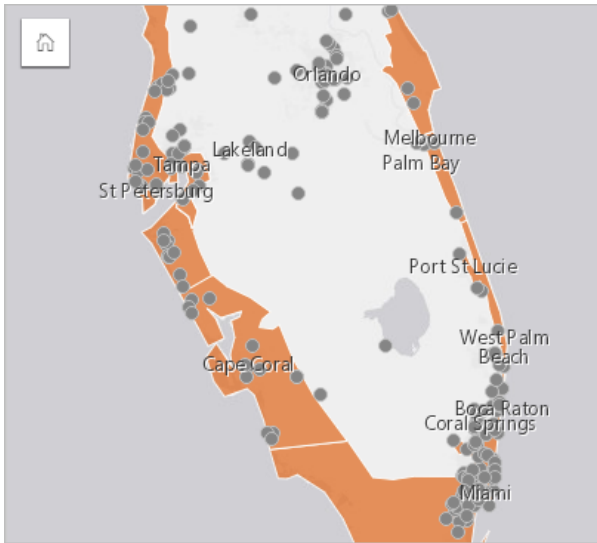 Orlando
Melbourne
Lakeland
Tampa
Palm Bay
St Petersburg
Port St Lucie
West Palm
Beach
Cape Coral
Boca Raton
Coral Springs
Miami